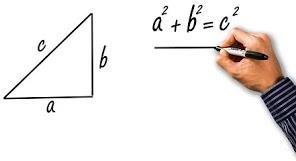 a² + b² = c²
c
b
a